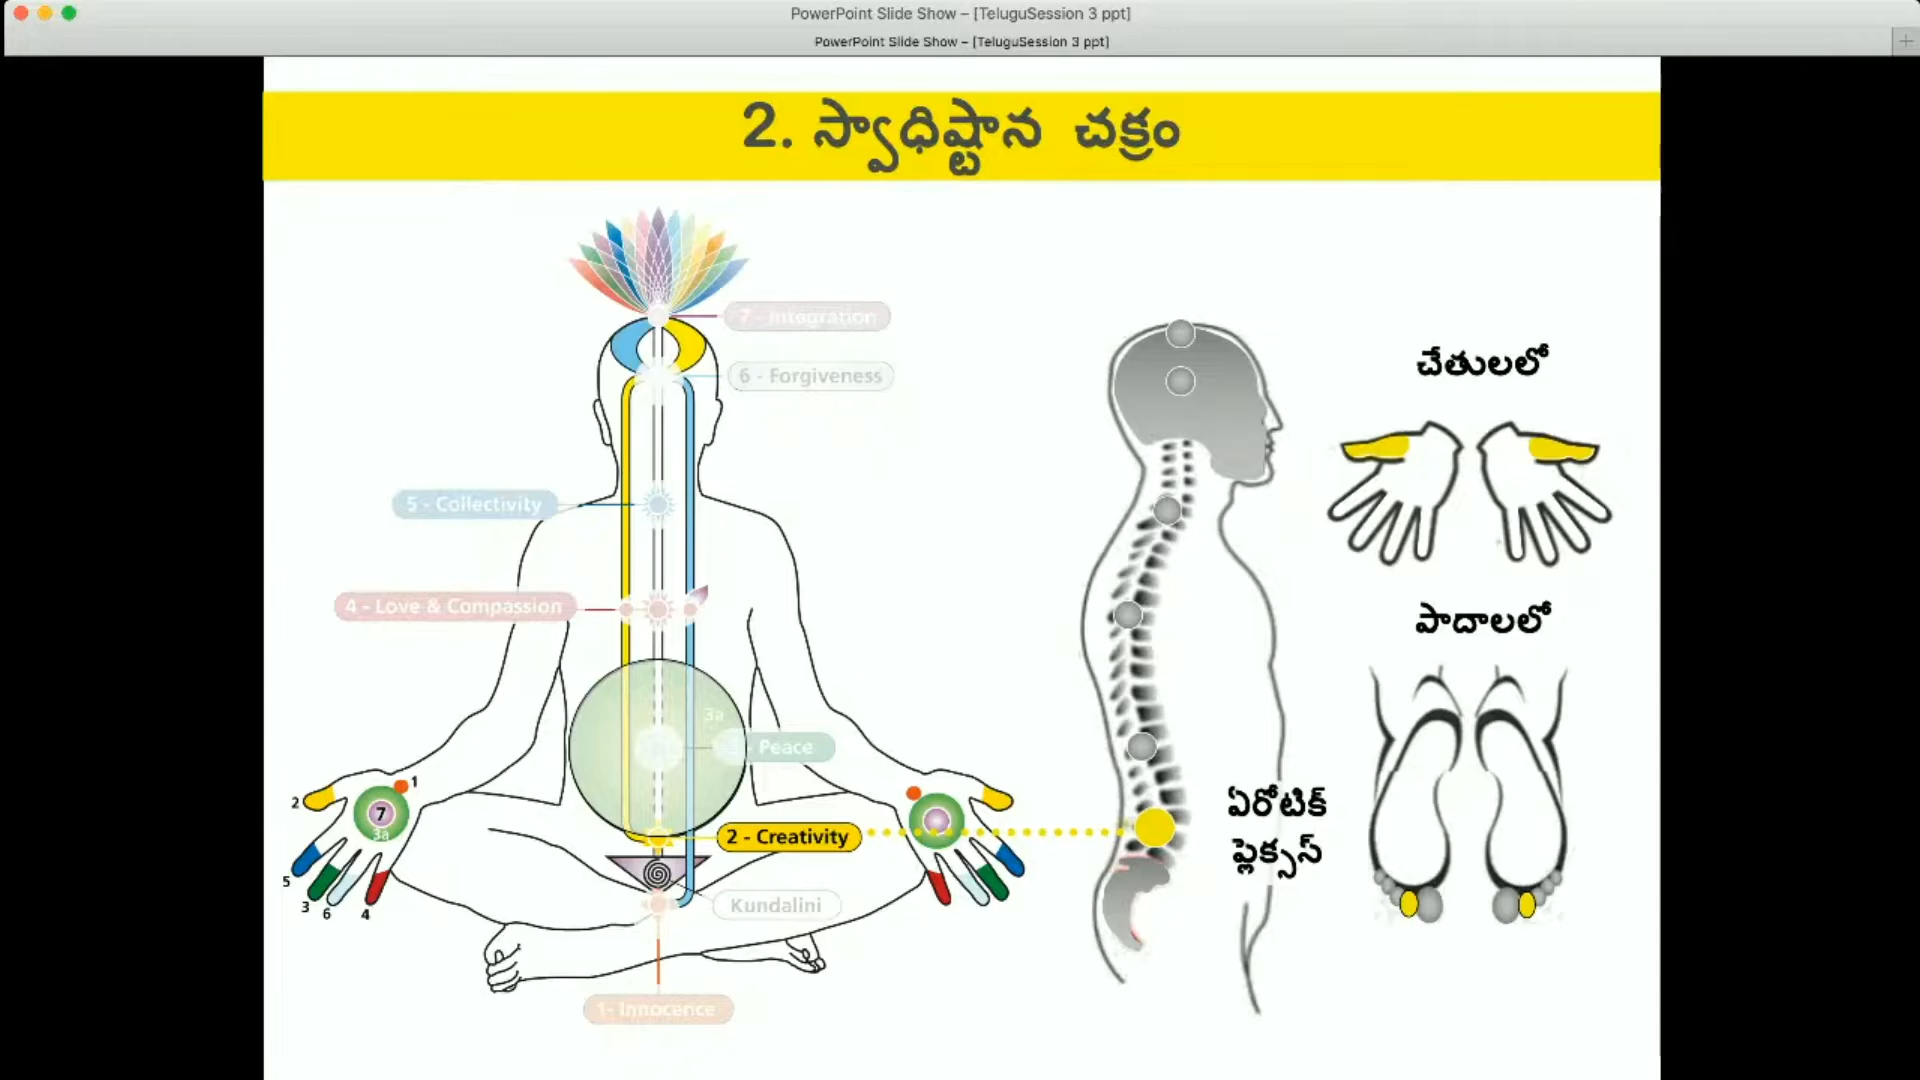 PowerPoint Slide Show – [TeluguSession 3 ppt]
PowerPoint Slide Show – [TeluguSession 3 ppt]
2. స్వాధిష్టాన చక్రం
7 - Integration
6 - Forgiveness
5 - Collectivity
4 - Love & Compassion
3a
3 - Peace
2 - Creativity
Kundalini
1- Innocence
1
2
7
3a
5
3
6
4
చేతులలో
పాదాలలో
ఏరోటిక్
ప్లెక్సస్